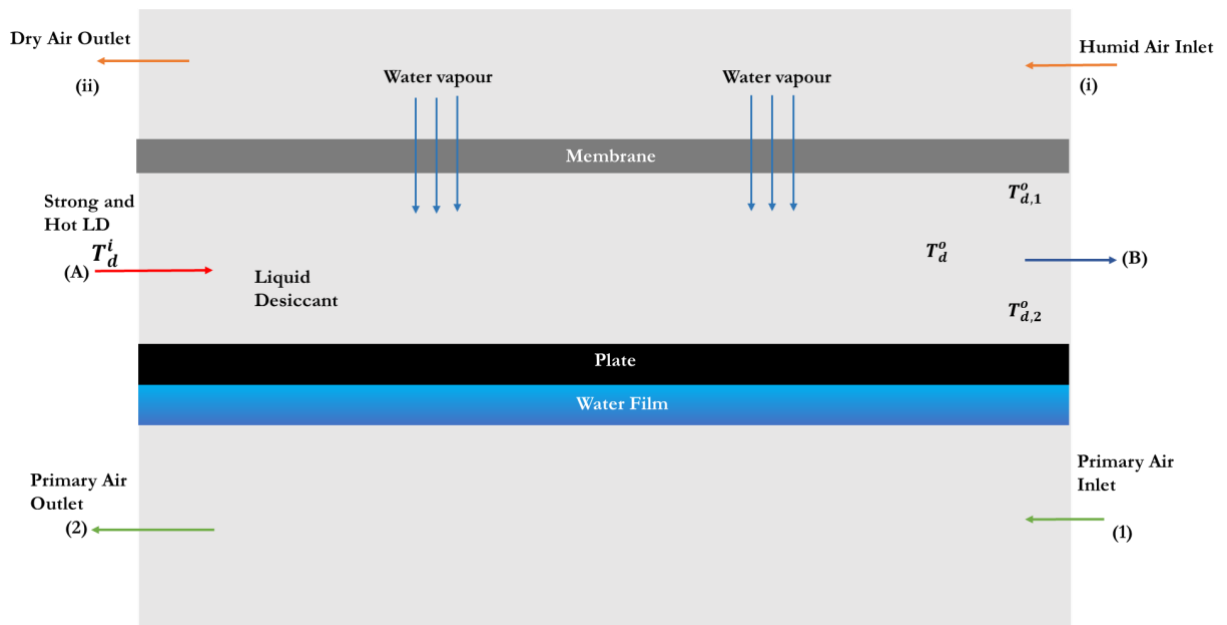 Dry Air Outlet
(ii)
Humid Air Inlet
(i)
Water vapour
Water vapour
Membrane
Strong and
Hot LD
$T_d^i$
(A)
Liquid
Desiccant
$T_{d,1}^o$
$T_d^o$
(B)
$T_{d,2}^o$
Plate
Water Film
Primary Air
Outlet
(2)
Primary Air
Inlet
(1)